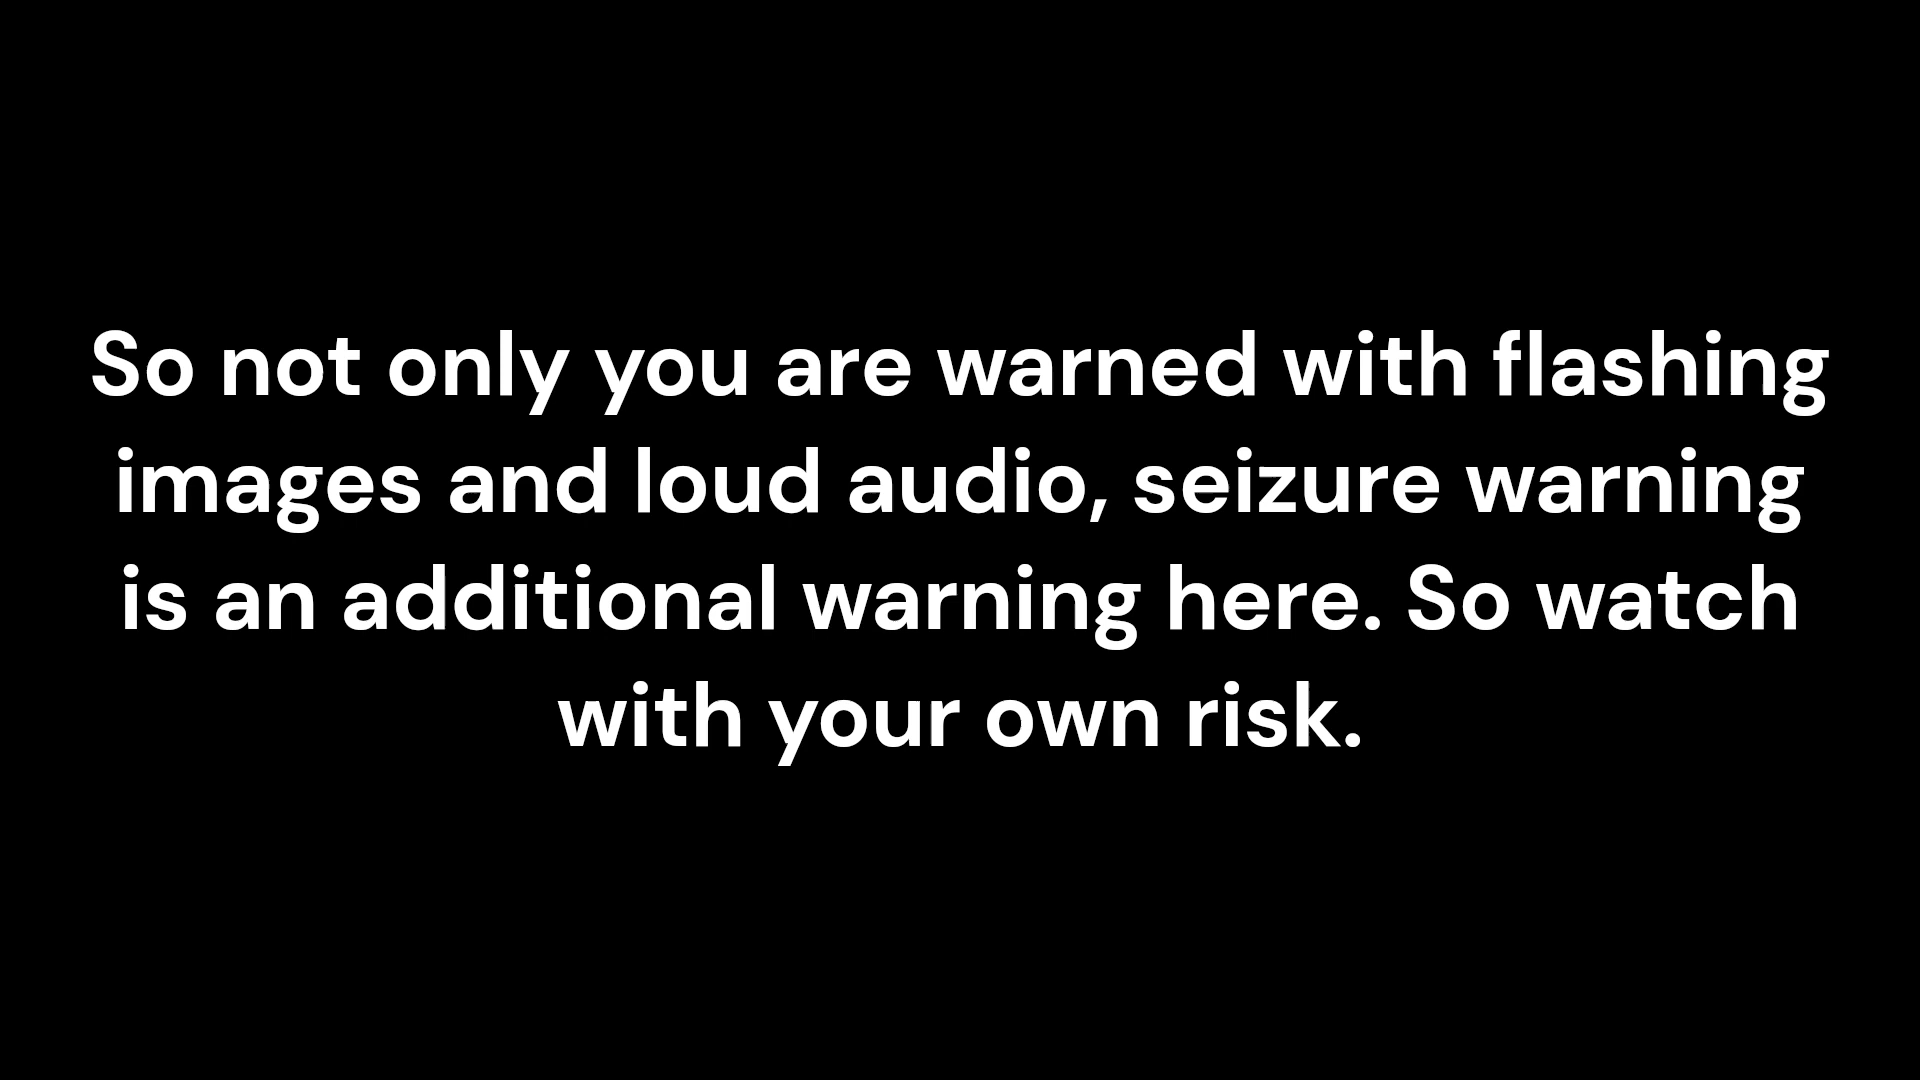 So not only you are warned with flashing
images and loud audio, seizure warning
is an additional warning here. So watch
with your own risk.